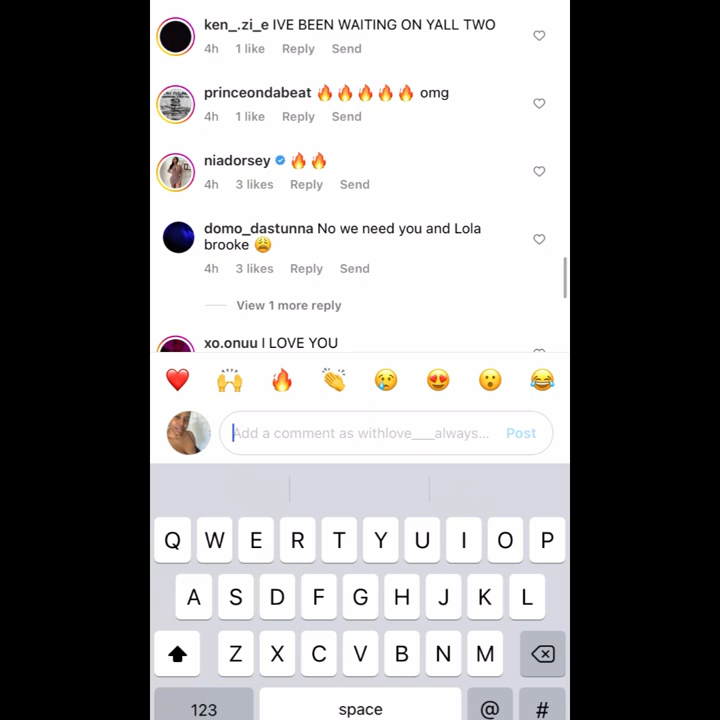 ken_.zi_e IVE BEEN WAITING ON YALL TWO
4h 1 like Reply Send
princeondabeat 🔥🔥🔥🔥🔥 omg
4h 1 like Reply Send
niadorsey 🔥🔥
4h 3 likes Reply Send
domo_dastunna No we need you and Lola
brooke 😩
4h 3 likes Reply Send
View 1 more reply
xo.onuu I LOVE YOU
❤️ 🙌 🔥 👏 😢 😍 😮 😂
Add a comment as withlove___always... Post
Q W E R T Y U I O P
A S D F G H J K L
Z X C V B N M
123 space @ #